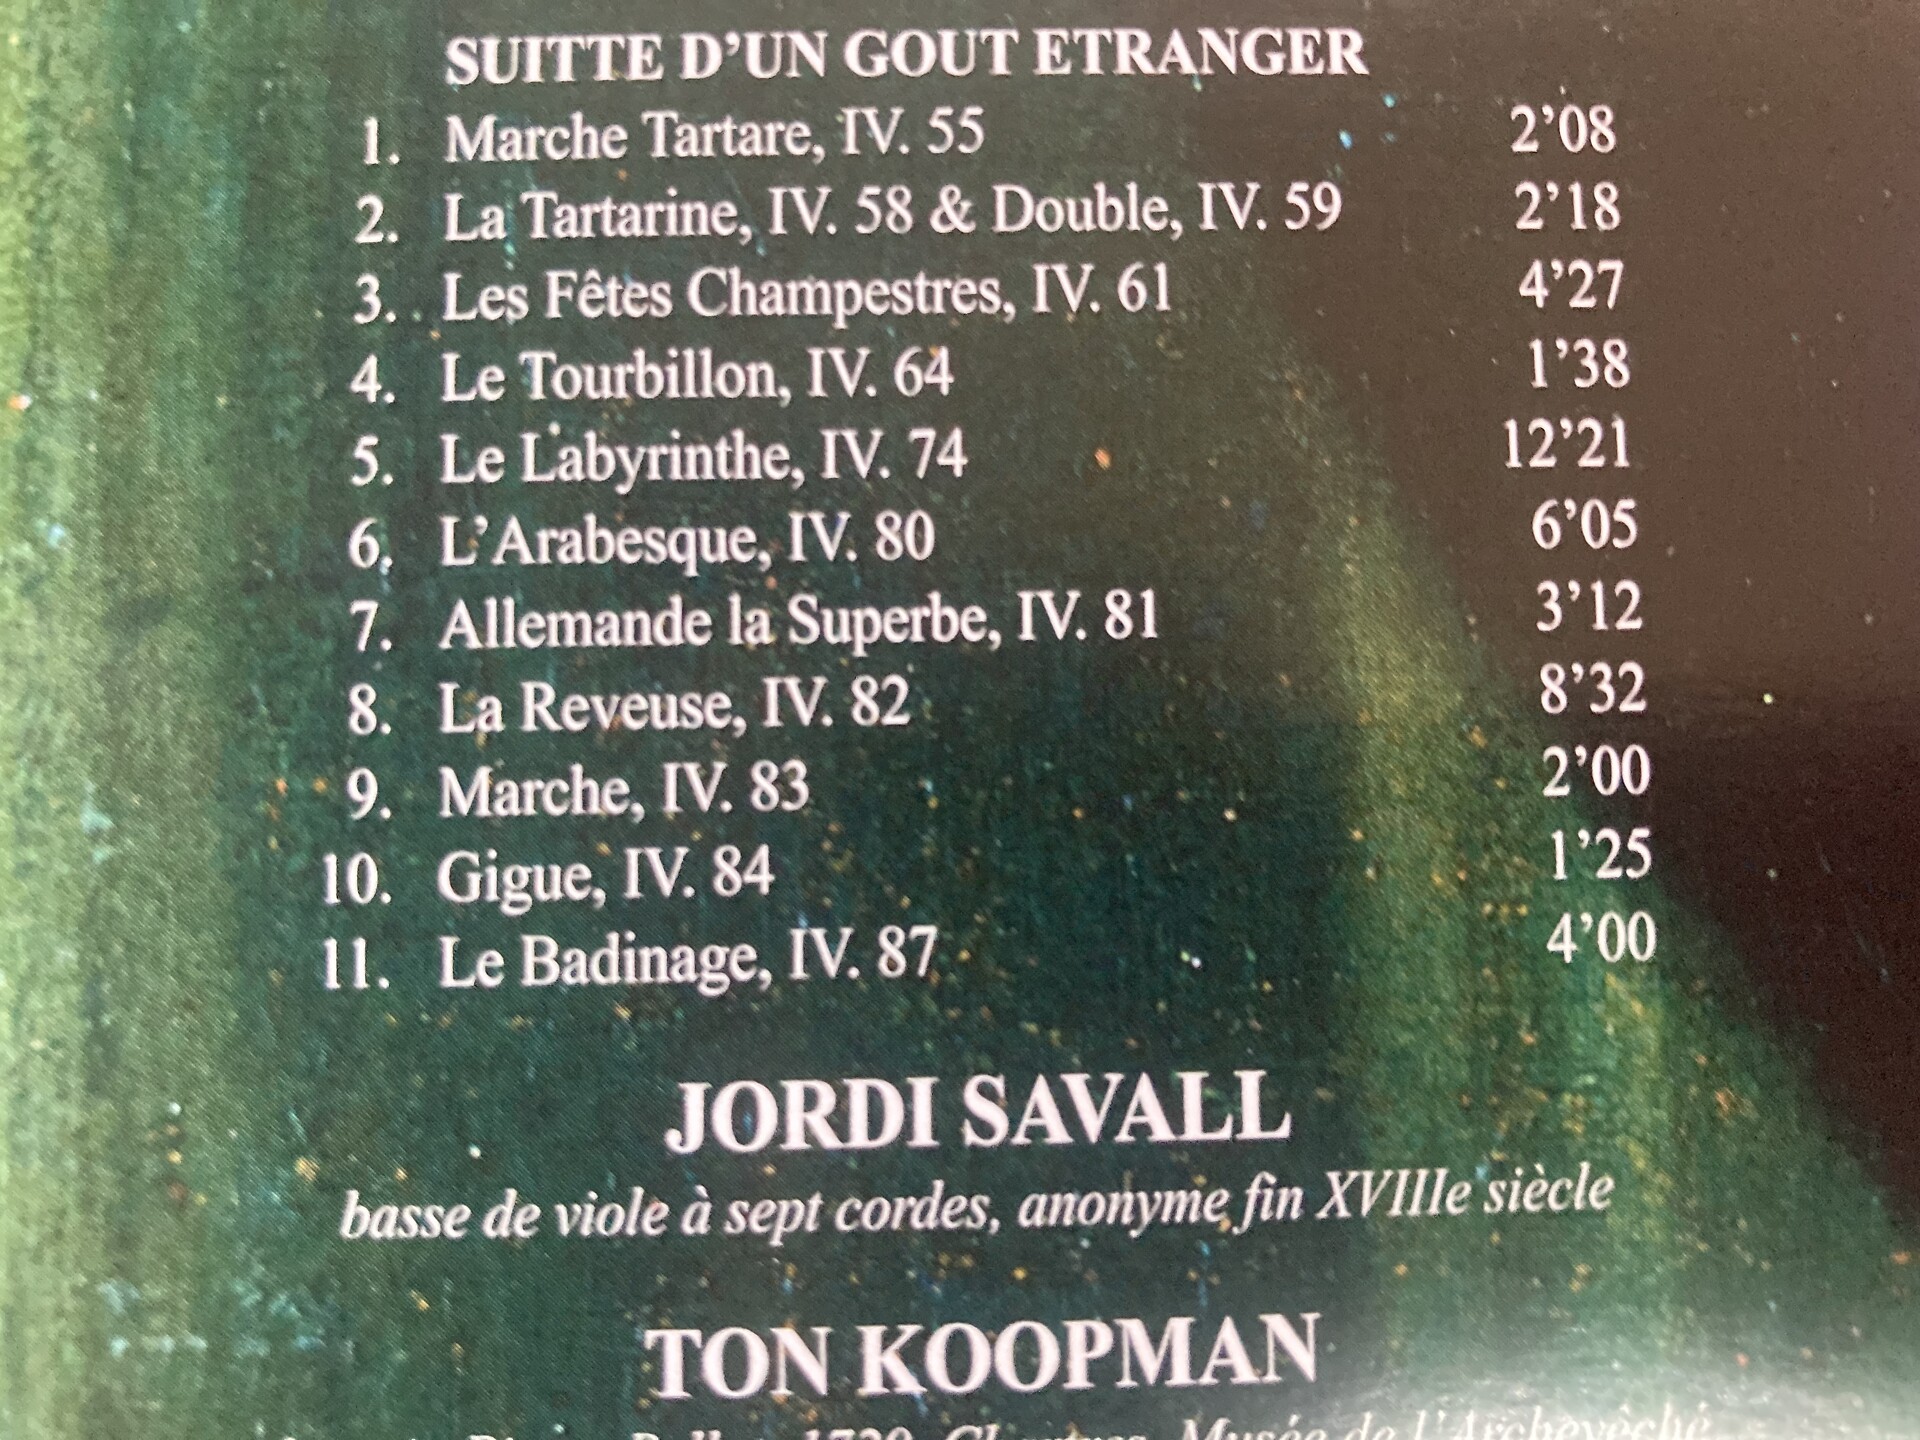 SUITTE D'UN GOUT ETRANGER
1. Marche Tartare, IV. 55 2'08
2. La Tartarine, IV. 58 & Double, IV. 59 2'18
3. Les Fêtes Champestres, IV. 61 4'27
4. Le Tourbillon, IV. 64 1'38
5. Le Labyrinthe, IV. 74 12'21
6. L'Arabesque, IV. 80 6'05
7. Allemande la Superbe, IV. 81 3'12
8. La Reveuse, IV. 82 8'32
9. Marche, IV. 83 2'00
10. Gigue, IV. 84 1'25
11. Le Badinage, IV. 87 4'00
JORDI SAVALL
basse de viole à sept cordes, anonyme fin XVIIIe siècle
TON KOOPMAN
Musée de l'Archevêché